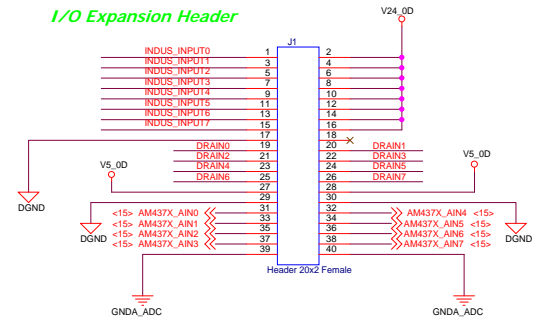 I/O Expansion Header
V24_0D
J1
INDUS_INPUT0 1 2
INDUS_INPUT1 3 4
INDUS_INPUT2 5 6
INDUS_INPUT3 7 8
INDUS_INPUT4 9 10
INDUS_INPUT5 11 12
INDUS_INPUT6 13 14
INDUS_INPUT7 15 16
17 18
DRAIN0 19 20 DRAIN1
DRAIN2 21 22 DRAIN3
DRAIN4 23 24 DRAIN5
DRAIN6 25 26 DRAIN7
V5_0D 27 28 V5_0D
DGND 29 30
<15> AM437X_AIN0 31 32 AM437X_AIN4 <15>
<15> AM437X_AIN1 33 34 AM437X_AIN5 <15>
<15> AM437X_AIN2 35 36 AM437X_AIN6 <15>
<15> AM437X_AIN3 37 38 AM437X_AIN7 <15>
DGND 39 40 DGND
Header 20x2 Female
GNDA_ADC GNDA_ADC